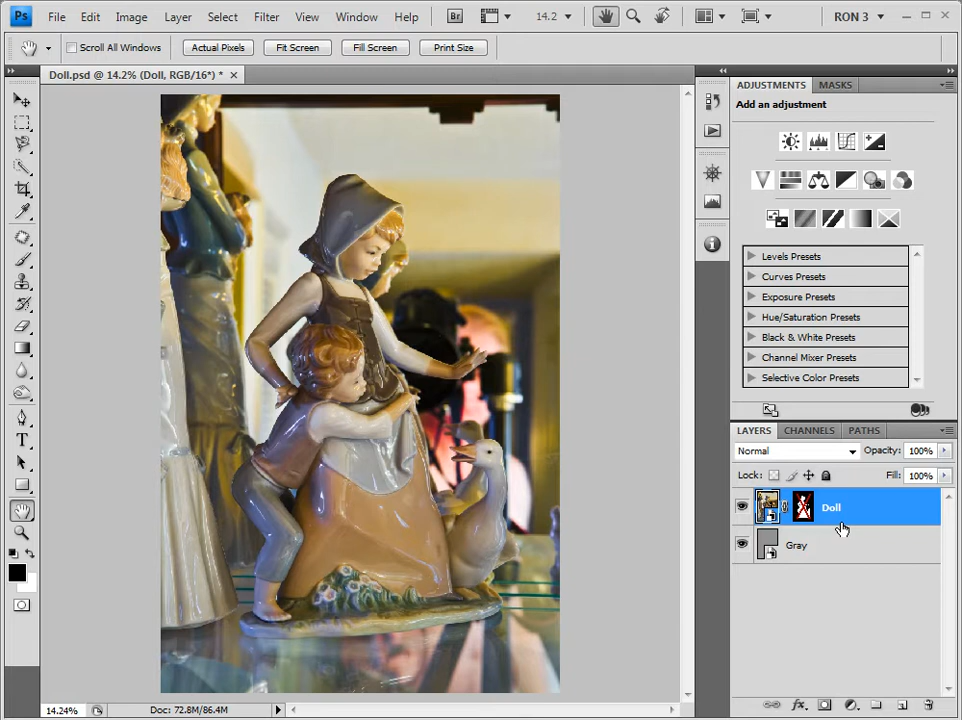 Ps File Edit Image Layer Select Filter View Window Help Br 14.2 RON 3
Scroll All Windows Actual Pixels Fit Screen Fill Screen Print Size
Doll.psd @ 14.2% (Doll, RGB/16*) *
ADJUSTMENTS MASKS
Add an adjustment
Levels Presets
Curves Presets
Exposure Presets
Hue/Saturation Presets
Black & White Presets
Channel Mixer Presets
Selective Color Presets
LAYERS CHANNELS PATHS
Normal Opacity: 100%
Lock: Fill: 100%
Doll
Gray
14.24% Doc: 72.8M/86.4M